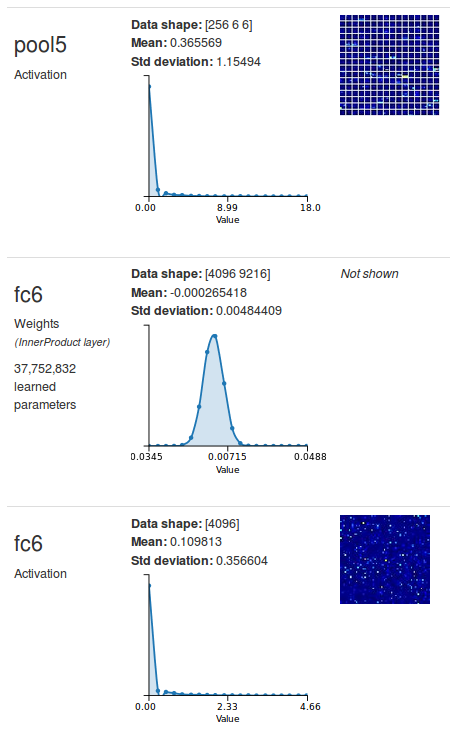 pool5
Activation
Data shape: [256 6 6]
Mean: 0.365569
Std deviation: 1.15494
0.00 8.99 18.0
Value
fc6
Weights
(InnerProduct layer)
37,752,832
learned
parameters
Data shape: [4096 9216]
Mean: -0.000265418
Std deviation: 0.00484409
Not shown
0.0345 0.00715 0.0488
Value
fc6
Activation
Data shape: [4096]
Mean: 0.109813
Std deviation: 0.356604
0.00 2.33 4.66
Value